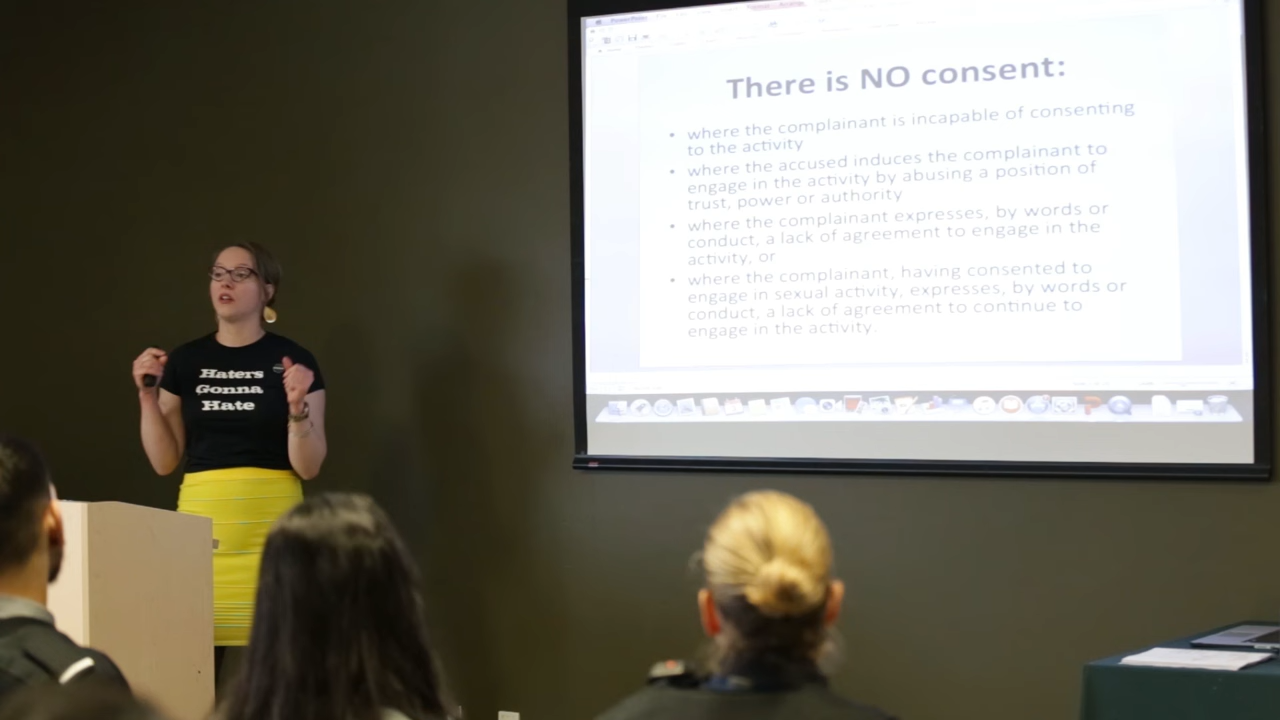 PowerPoint
There is NO consent:
• where the complainant is incapable of consenting
to the activity
• where the accused induces the complainant to
engage in the activity by abusing a position of
trust, power or authority
• where the complainant expresses, by words or
conduct, a lack of agreement to engage in the
activity, or
• where the complainant, having consented to
engage in sexual activity, expresses, by words or
conduct, a lack of agreement to continue to
engage in the activity.
Haters
Gonna
Hate